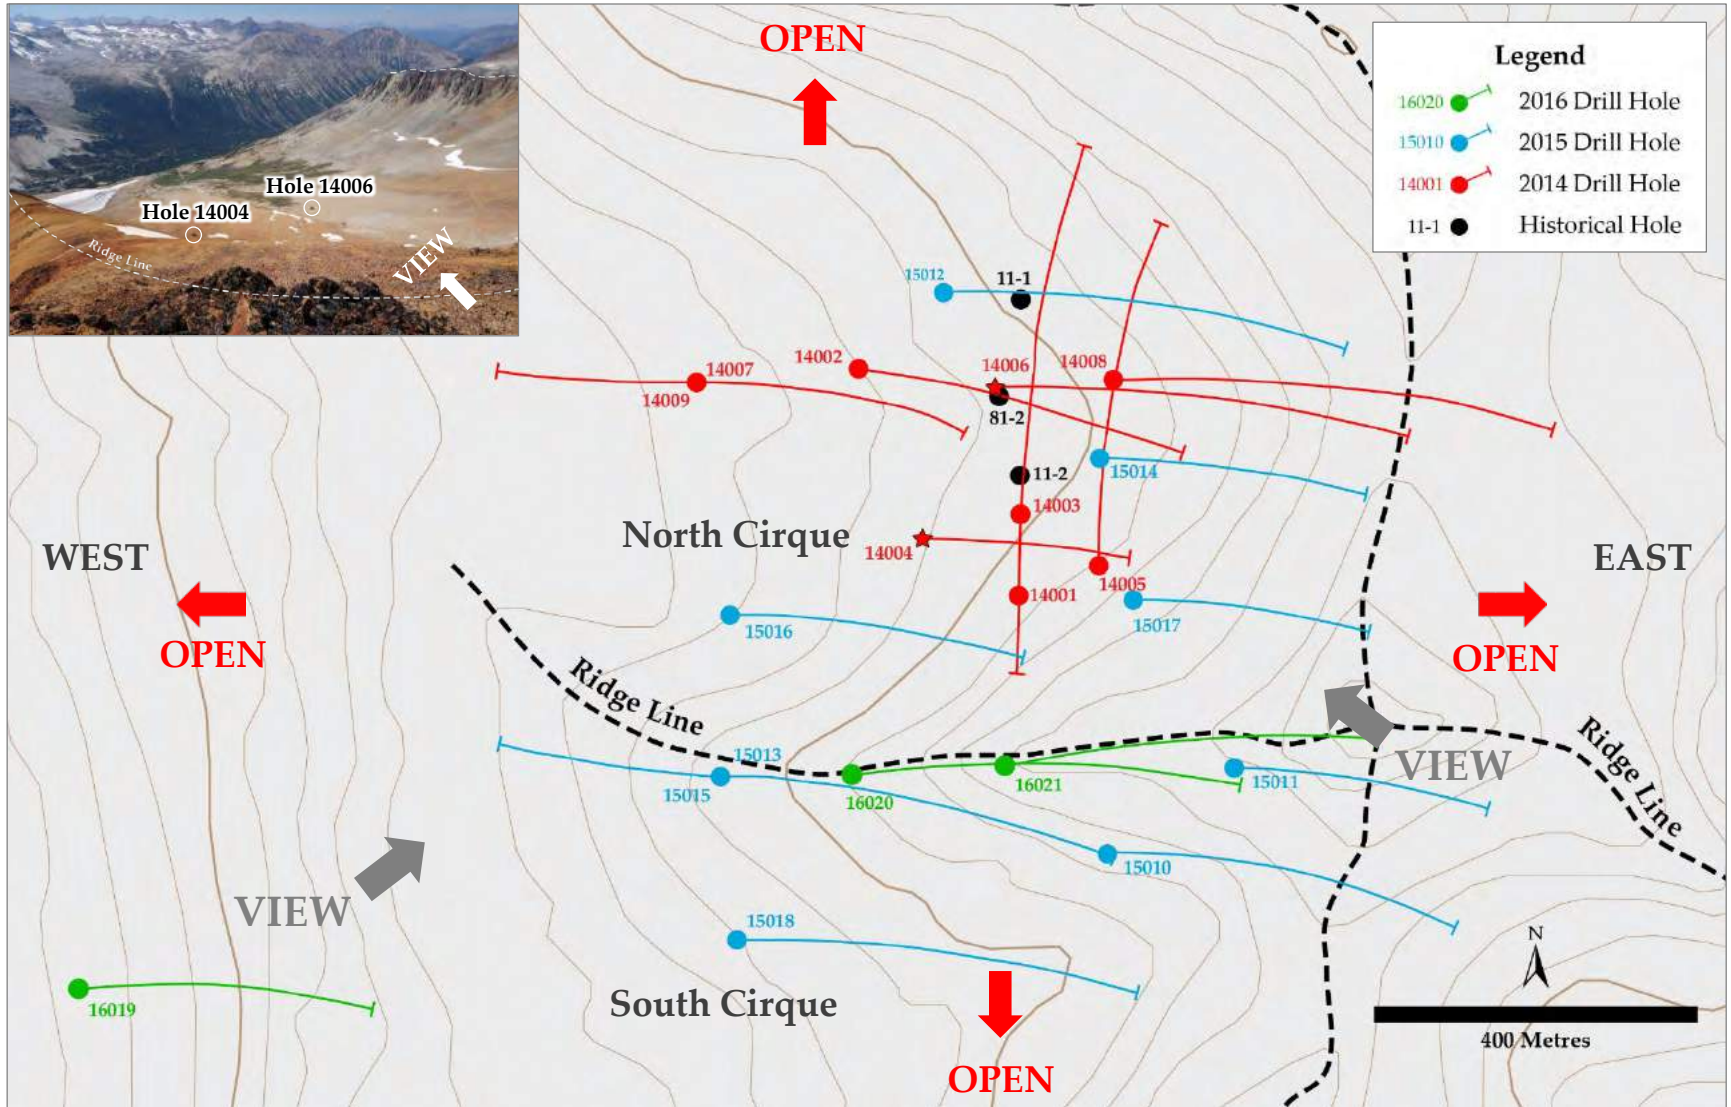 OPEN
Legend
16020 2016 Drill Hole
15010 2015 Drill Hole
14001 2014 Drill Hole
11-1 Historical Hole
Hole 14006
Hole 14004
Ridge Line
VIEW
15012
11-1
14002
14006
14008
14007
14009
81-2
15014
11-2
14003
North Cirque
14004
14005
14001
WEST
EAST
OPEN
OPEN
15016
15017
Ridge Line
Ridge Line
VIEW
15013
15015
16020
16021
15011
15010
VIEW
15018
16019
South Cirque
OPEN
N
400 Metres